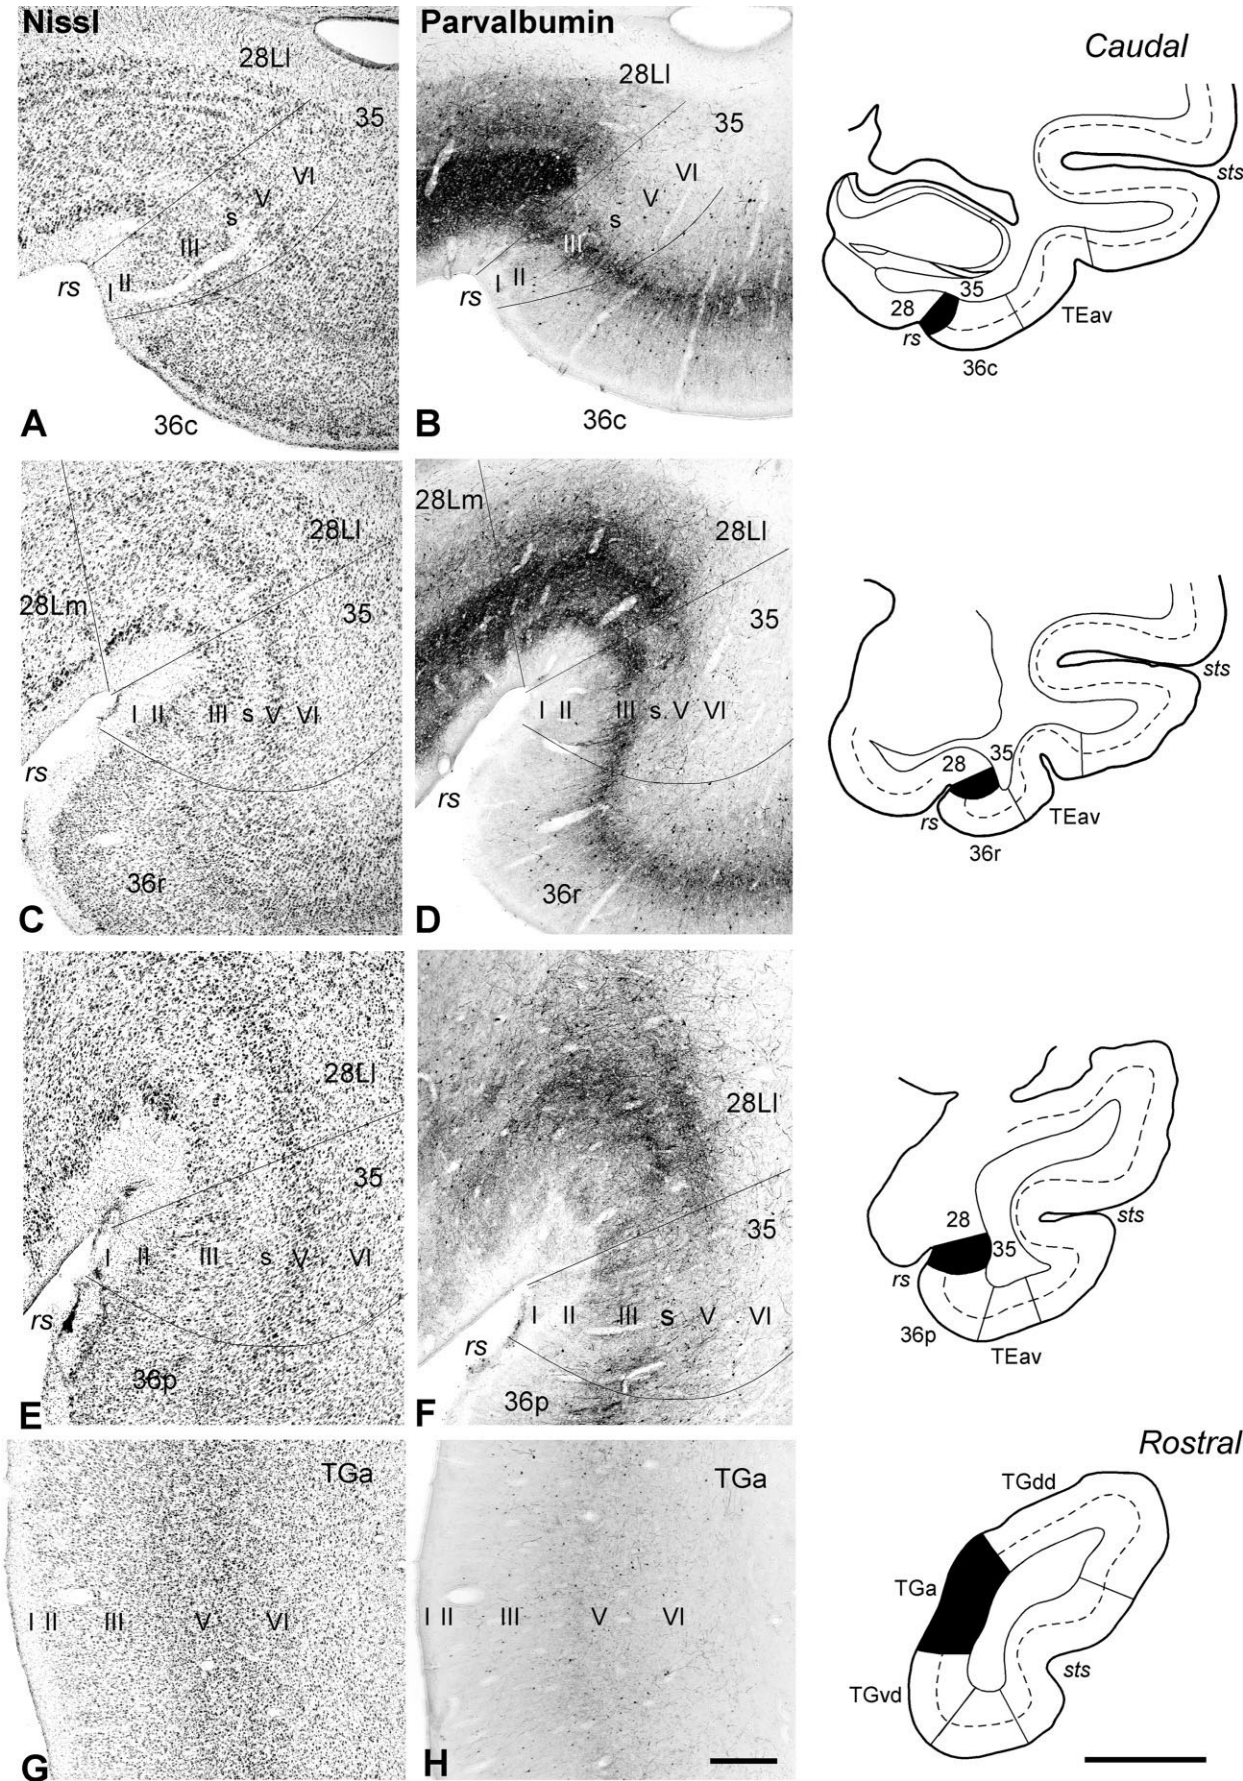 Nissl
28Ll
35
VI
V
s
III
II
I
rs
A
36c
Parvalbumin
28Ll
35
VI
V
s
III
II
I
rs
B
36c
Caudal
sts
35
28
rs
TEav
36c
28Ll
28Lm
35
I II III s V VI
rs
36r
C
28Lm
28Ll
35
I II III s. V VI
rs
36r
D
sts
35
28
rs
TEav
36r
28Ll
35
I II III s V VI
rs
36p
E
28Ll
35
I II III s V VI
rs
36p
F
28
sts
35
rs
36p
TEav
TGa
I II III V VI
G
TGa
I II III V VI
H
Rostral
TGdd
TGa
sts
TGvd